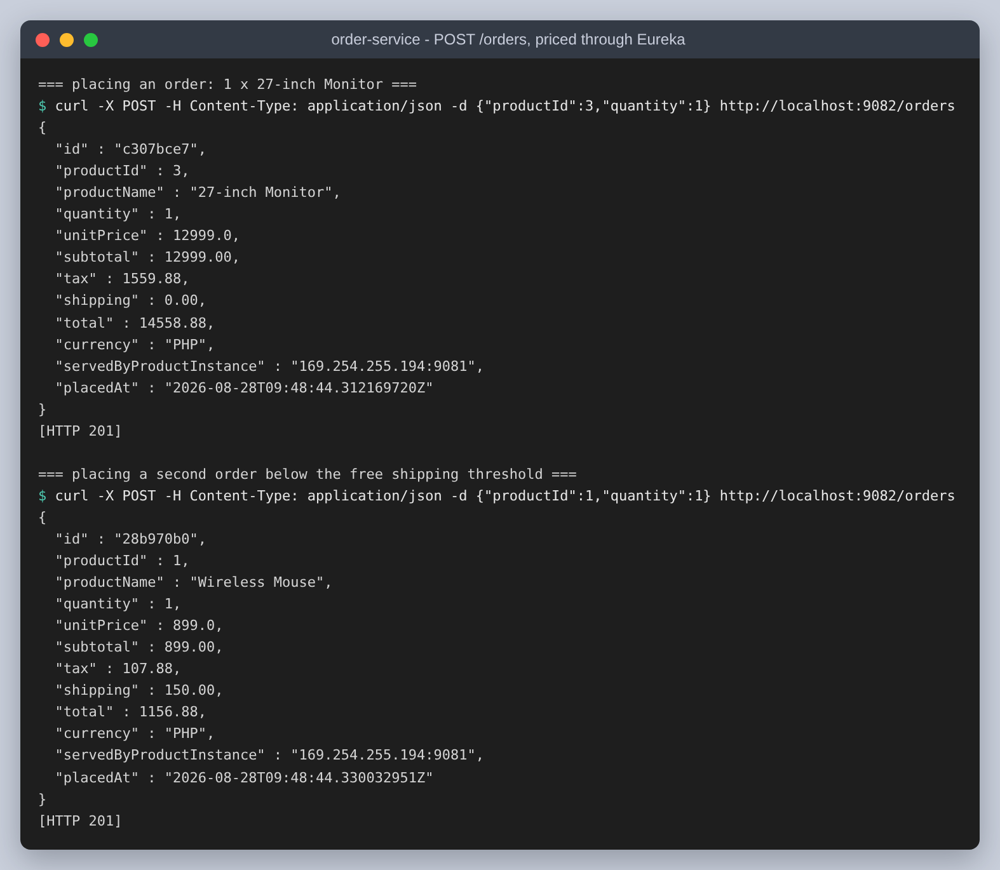 order-service - POST /orders, priced through Eureka
=== placing an order: 1 x 27-inch Monitor ===
$ curl -X POST -H Content-Type: application/json -d {"productId":3,"quantity":1} http://localhost:9082/orders
{
  "id" : "c307bce7",
  "productId" : 3,
  "productName" : "27-inch Monitor",
  "quantity" : 1,
  "unitPrice" : 12999.0,
  "subtotal" : 12999.00,
  "tax" : 1559.88,
  "shipping" : 0.00,
  "total" : 14558.88,
  "currency" : "PHP",
  "servedByProductInstance" : "169.254.255.194:9081",
  "placedAt" : "2026-08-28T09:48:44.312169720Z"
}
[HTTP 201]
=== placing a second order below the free shipping threshold ===
$ curl -X POST -H Content-Type: application/json -d {"productId":1,"quantity":1} http://localhost:9082/orders
{
  "id" : "28b970b0",
  "productId" : 1,
  "productName" : "Wireless Mouse",
  "quantity" : 1,
  "unitPrice" : 899.0,
  "subtotal" : 899.00,
  "tax" : 107.88,
  "shipping" : 150.00,
  "total" : 1156.88,
  "currency" : "PHP",
  "servedByProductInstance" : "169.254.255.194:9081",
  "placedAt" : "2026-08-28T09:48:44.330032951Z"
}
[HTTP 201]